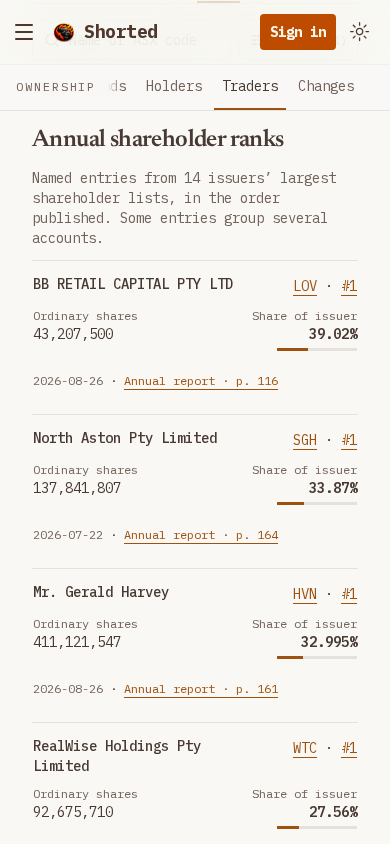 Shorted
Sign in
OWNERSHIP
ds
Holders
Traders
Changes
Annual shareholder ranks
Named entries from 14 issuers’ largest
shareholder lists, in the order
published. Some entries group several
accounts.
BB RETAIL CAPITAL PTY LTD
LOV · #1
Ordinary shares
Share of issuer
43,207,500
39.02%
2026-08-26 · Annual report · p. 116
North Aston Pty Limited
SGH · #1
Ordinary shares
Share of issuer
137,841,807
33.87%
2026-07-22 · Annual report · p. 164
Mr. Gerald Harvey
HVN · #1
Ordinary shares
Share of issuer
411,121,547
32.995%
2026-08-26 · Annual report · p. 161
RealWise Holdings Pty
Limited
WTC · #1
Ordinary shares
Share of issuer
92,675,710
27.56%